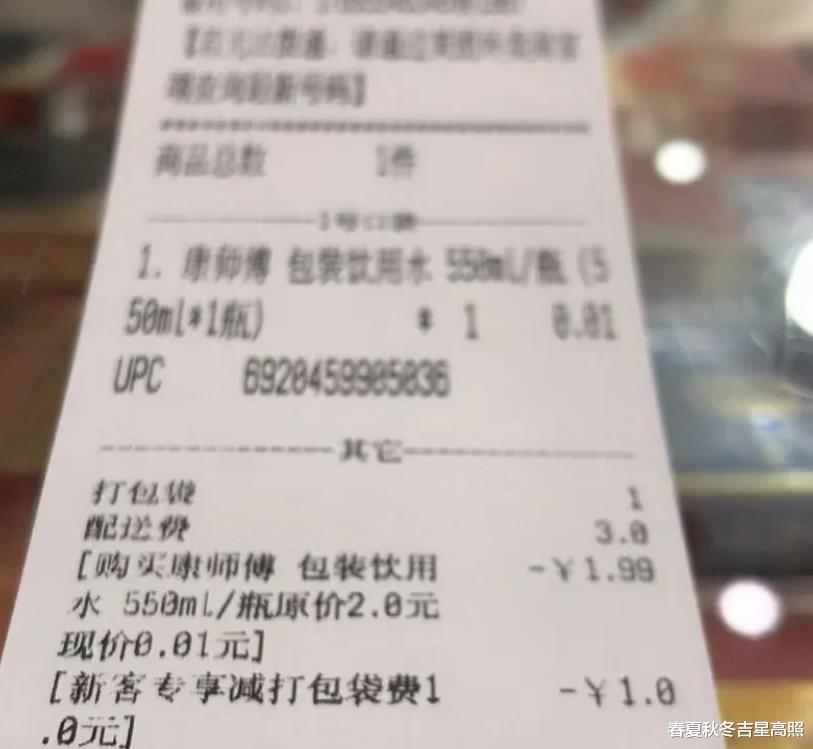 商品总数 1件
1号口袋
1. 康师傅 包装饮用水 550ml/瓶 (5
50ml*1瓶) * 1 0.01
UPC 6920459905036
其它
打包袋 1
配送费 3.0
[购买康师傅 包装饮用 -￥1.99
水 550ml/瓶原价2.0元
现价0.01元]
[新客专享减打包袋费1 -￥1.0
.0元]
春夏秋冬吉星高照